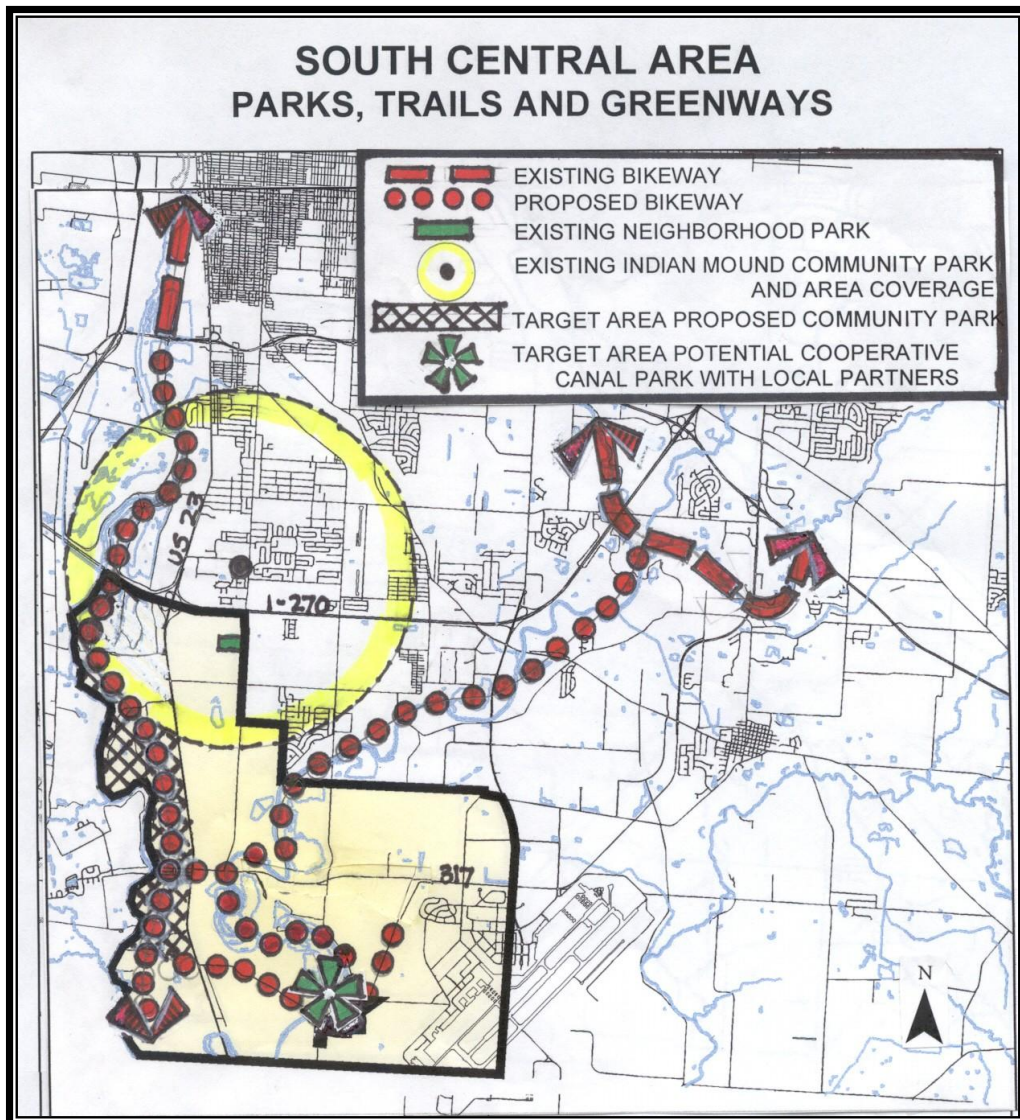 SOUTH CENTRAL AREA
PARKS, TRAILS AND GREENWAYS
EXISTING BIKEWAY
PROPOSED BIKEWAY
EXISTING NEIGHBORHOOD PARK
EXISTING INDIAN MOUND COMMUNITY PARK
AND AREA COVERAGE
TARGET AREA PROPOSED COMMUNITY PARK
TARGET AREA POTENTIAL COOPERATIVE
CANAL PARK WITH LOCAL PARTNERS
US 23
I-270
317
N